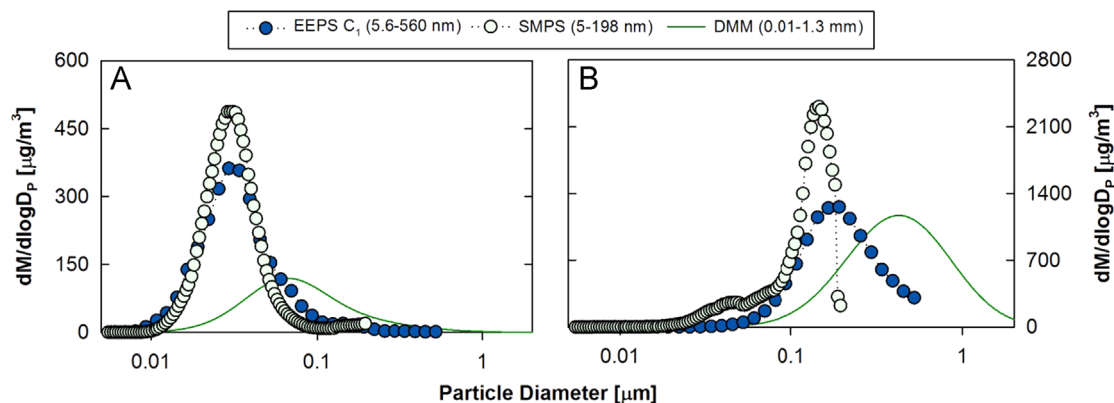 EEPS C₁ (5.6-560 nm) SMPS (5-198 nm) DMM (0.01-1.3 mm)
A
B
600
450
300
150
0
dM/dlogDₚ [µg/m³]
0.01 0.1 1
2800
2100
1400
700
0
dM/dlogDₚ [µg/m³]
0.01 0.1 1
Particle Diameter [µm]